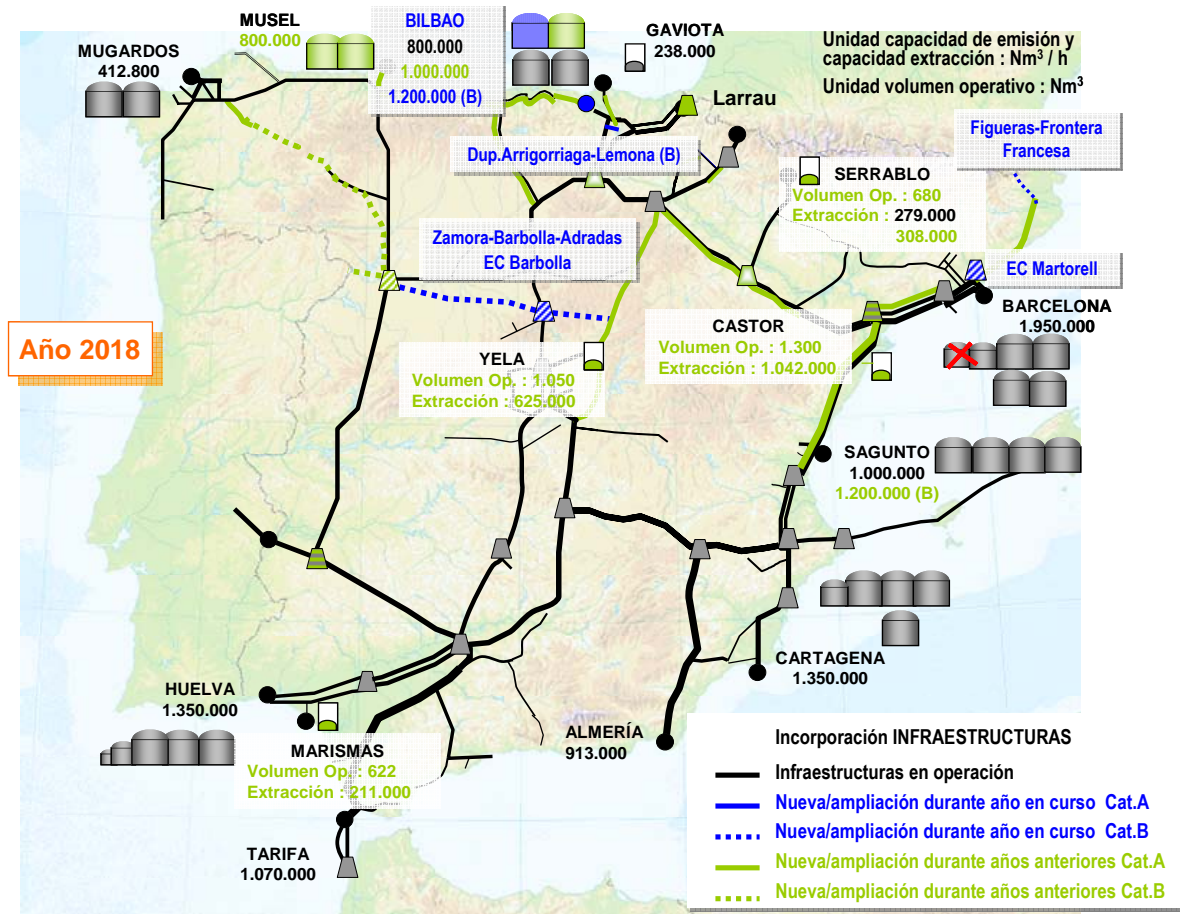 MUSEL
800.000
BILBAO
800.000
1.000.000
1.200.000 (B)
GAVIOTA
238.000
Unidad capacidad de emisión y
capacidad extracción : Nm³ / h
Unidad volumen operativo : Nm³
MUGARDOS
412.800
Larrau
Figueras-Frontera
Francesa
Dup.Arrigorriaga-Lemona (B)
SERRABLO
Volumen Op. : 680
Extracción : 279.000
308.000
Zamora-Barbolla-Adradas
EC Barbolla
EC Martorell
BARCELONA
1.950.000
Año 2018
CASTOR
Volumen Op. : 1.300
Extracción : 1.042.000
YELA
Volumen Op. : 1.050
Extracción : 625.000
SAGUNTO
1.000.000
1.200.000 (B)
CARTAGENA
1.350.000
HUELVA
1.350.000
ALMERÍA
913.000
MARISMAS
Volumen Op. : 622
Extracción : 211.000
TARIFA
1.070.000
Incorporación INFRAESTRUCTURAS
Infraestructuras en operación
Nueva/ampliación durante año en curso Cat.A
Nueva/ampliación durante año en curso Cat.B
Nueva/ampliación durante años anteriores Cat.A
Nueva/ampliación durante años anteriores Cat.B